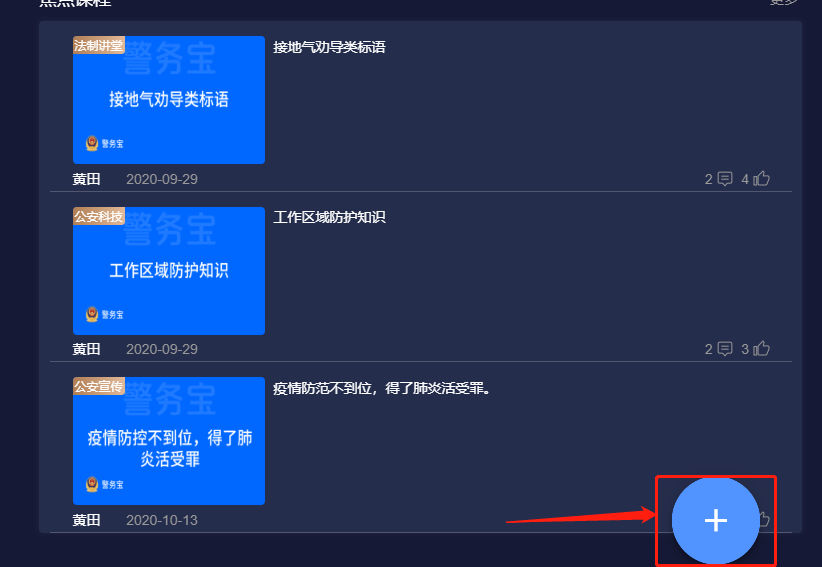 焦点课程
更多
法制讲堂
警务宝
接地气劝导类标语
警务宝
接地气劝导类标语
黄田 2020-09-29 2 4
公安科技
警务宝
工作区域防护知识
警务宝
工作区域防护知识
黄田 2020-09-29 2 3
公安宣传
警务宝
疫情防控不到位，得了肺
炎活受罪
警务宝
疫情防范不到位，得了肺炎活受罪。
黄田 2020-10-13